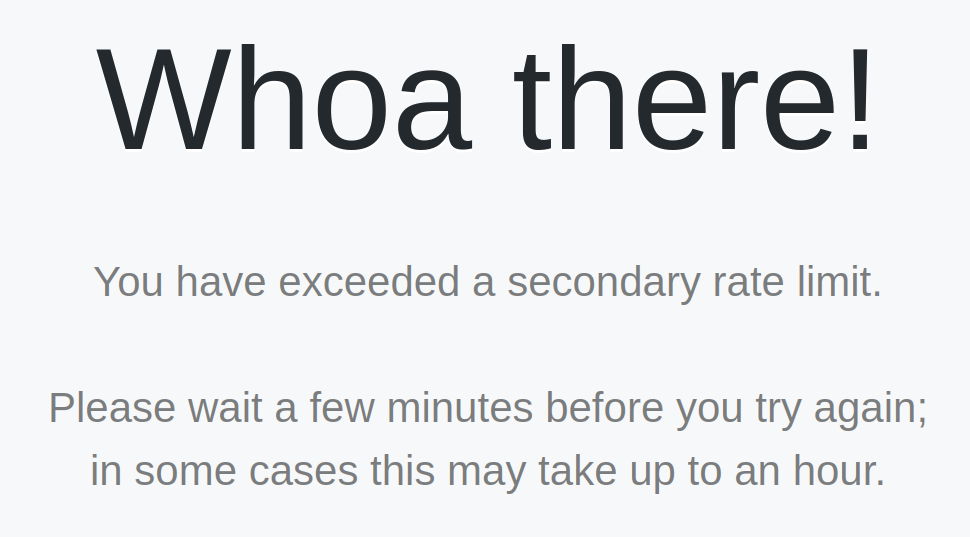 Whoa there!
You have exceeded a secondary rate limit.
Please wait a few minutes before you try again;
in some cases this may take up to an hour.